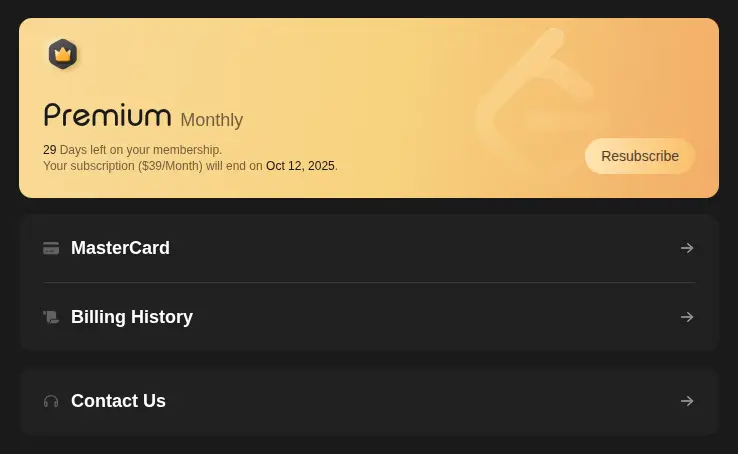 Premium Monthly
29 Days left on your membership.
Your subscription ($39/Month) will end on Oct 12, 2025.
Resubscribe
MasterCard
Billing History
Contact Us